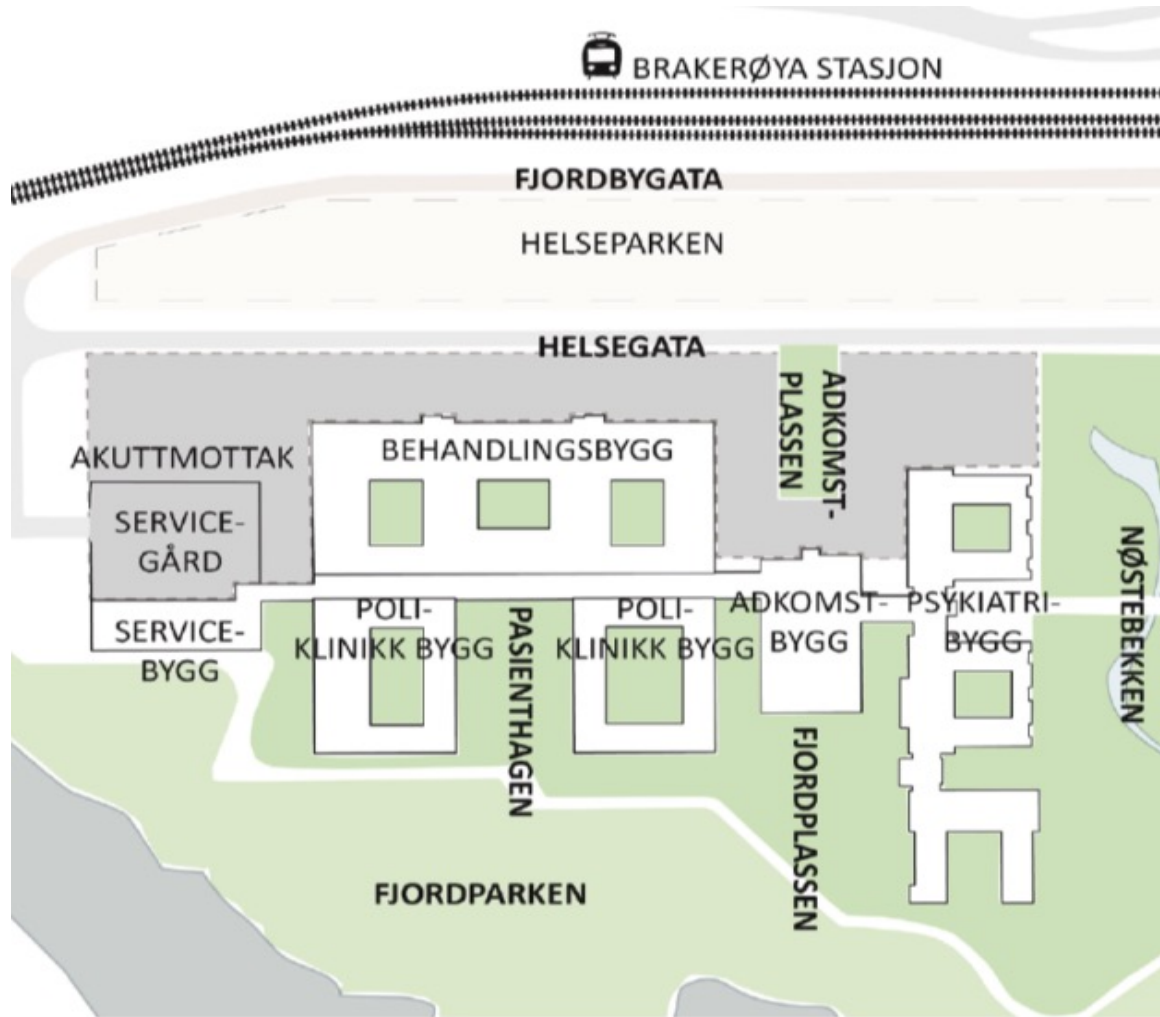 BRAKERØYA STASJON
FJORDBYGATA
HELSEPARKEN
HELSEGATA
ADKOMST-
PLASSEN
AKUTTMOTTAK
BEHANDLINGSBYGG
SERVICE-
GÅRD
NØSTEBEKKEN
SERVICE-
BYGG
POLI-
KLINIKK BYGG
PASIENTHAGEN
POLI-
KLINIKK BYGG
ADKOMST-
BYGG
PSYKIATRI-
BYGG
FJORDPLASSEN
FJORDPARKEN